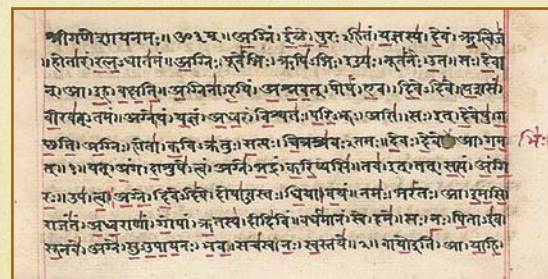 श्रीगणेशायनमः॥ॐ३म्॥अग्निं।ईळे।पुरःऽहितं।यज्ञस्य।देवं।ऋत्विजं
॥होतारं।रत्नऽधातमं॥अग्निः।पूर्वेभिः।ऋषिऽभिः।ईड्यः।नूतनैः।उत।सः।देवा
न्।आ।इह।वक्षति॥अग्निना।रयिं।अश्नवत्।पोषं।एव।दिवेऽदिवे।यशसं।
वीरवत्ऽतमं॥अग्ने।यं।यज्ञं।अध्वरं।विश्वतः।परिऽभूः।असि।सः।इत्।देवेषु।ग
च्छति॥अग्निः।होता।कविऽक्रतुः।सत्यः।चित्रश्रवःऽतमः।देवः।देवे आ।गम भिः
त्॥१॥यत्।अंग।दाशुषे।त्वं।अग्ने।भद्रं।करिष्यसि।तव।इत्।तत्।सत्यं।अंगि
रः॥उप।त्वा।अग्ने।दिवेऽदिवे।दोषाऽवस्तः।धिया।वयं।नमः।भरंतः।आ।इमसि
राजंतं।अध्वराणां।गोपां।ऋतस्य।दीदिविं।वर्धमानं।स्वे।दमे॥सः।नः।पिताऽइव
सूनवे।अग्ने।सुऽउपायनः।भव॥सचस्व।नः।स्वस्तये॥२॥वायोइति।आ।याहि।